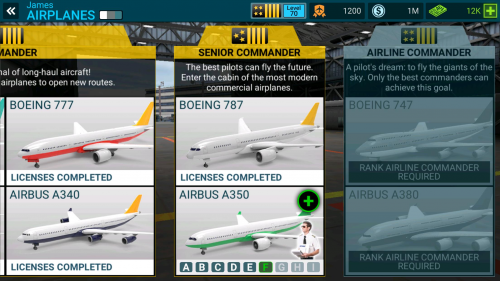 James
AIRPLANES
Level
70
1200
1M
12K
SENIOR COMMANDER
AIRLINE COMMANDER
nal of long-haul aircraft!
airplanes to open new routes.
The best pilots can fly the future.
Enter the cabin of the most modern
commercial airplanes.
A pilot's dream: to fly the giants of the
sky. Only the best commanders can
achieve this goal.
BOEING 777
LICENSES COMPLETED
BOEING 787
LICENSES COMPLETED
BOEING 747
RANK AIRLINE COMMANDER
REQUIRED
AIRBUS A340
LICENSES COMPLETED
AIRBUS A350
A B C D E F G H I
AIRBUS A380
RANK AIRLINE COMMANDER
REQUIRED